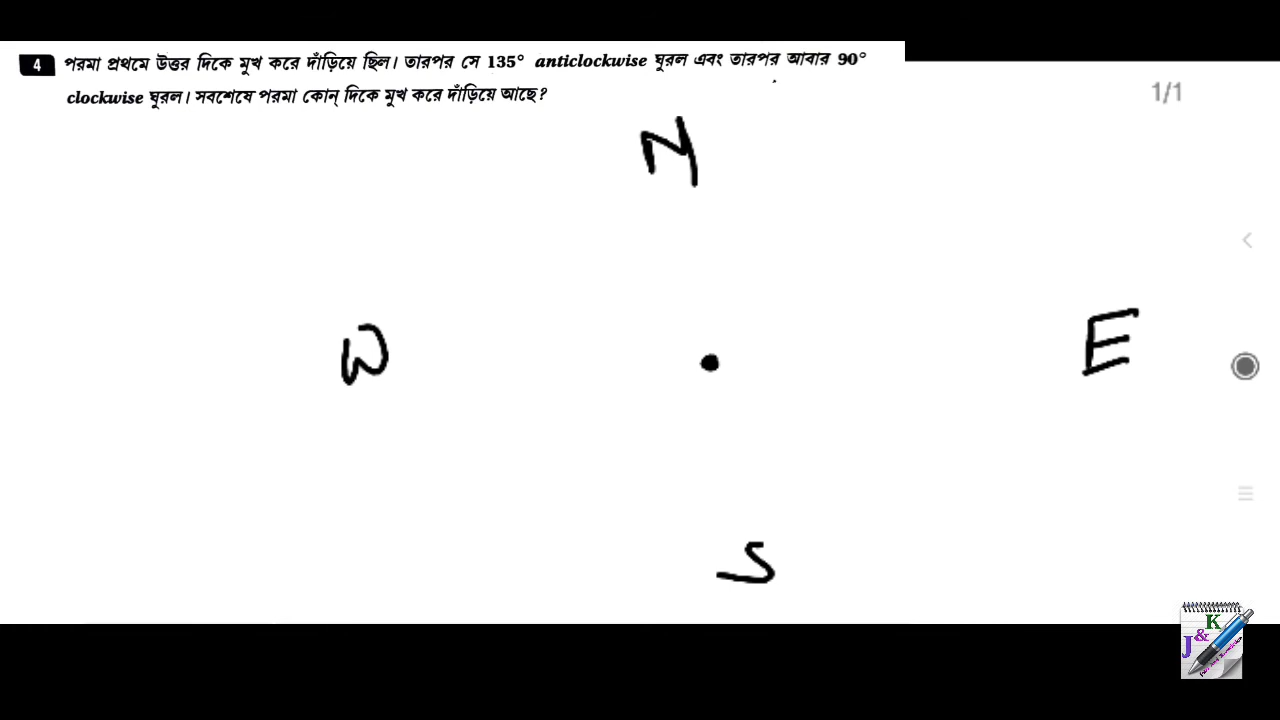 4 পরমা প্রথমে উত্তর দিকে মুখ করে দাঁড়িয়ে ছিল। তারপর সে 135° anticlockwise ঘুরল এবং তারপর আবার 90°
clockwise ঘুরল। সবশেষে পরমা কোন্ দিকে মুখ করে দাঁড়িয়ে আছে?
1/1
N
W
E
S
J&K